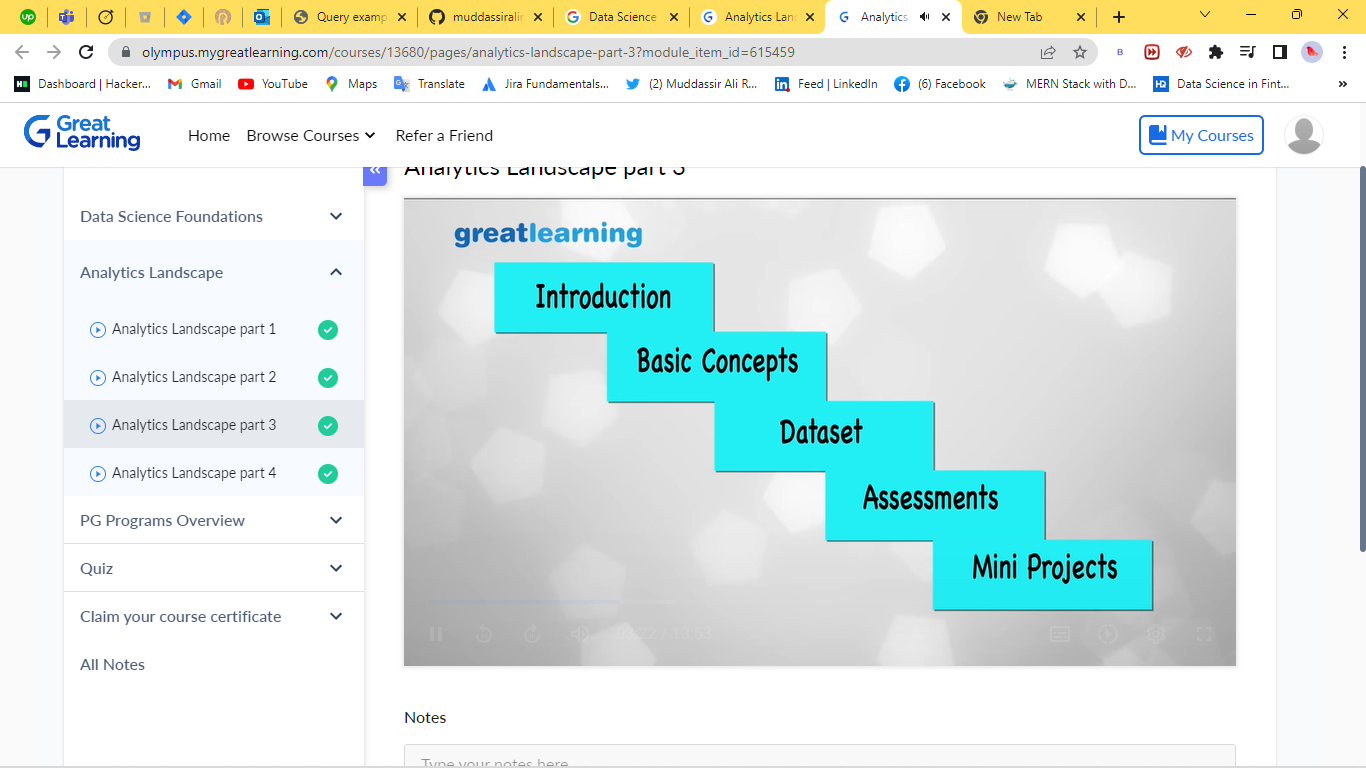 Query examp
muddassiralir
Data Science
Analytics Lan
Analytics
New Tab
olympus.mygreatlearning.com/courses/13680/pages/analytics-landscape-part-3?module_item_id=615459
Dashboard | Hacker...
Gmail
YouTube
Maps
Translate
Jira Fundamentals...
(2) Muddassir Ali R...
Feed | LinkedIn
(6) Facebook
MERN Stack with D...
Data Science in Fint...
Great
Learning
Home
Browse Courses
Refer a Friend
My Courses
Analytics Landscape part 3
Data Science Foundations
Analytics Landscape
Analytics Landscape part 1
Analytics Landscape part 2
Analytics Landscape part 3
Analytics Landscape part 4
PG Programs Overview
Quiz
Claim your course certificate
All Notes
greatlearning
Introduction
Basic Concepts
Dataset
Assessments
Mini Projects
Notes
Type your notes here